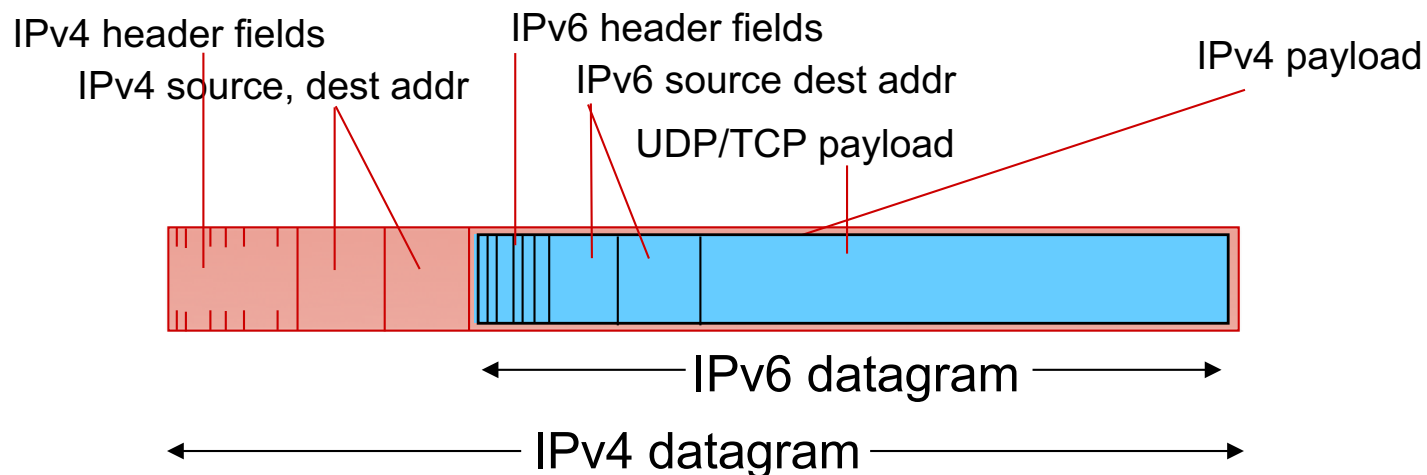 IPv4 header fields
IPv6 header fields
IPv4 payload
IPv4 source, dest addr
IPv6 source dest addr
UDP/TCP payload
IPv6 datagram
IPv4 datagram